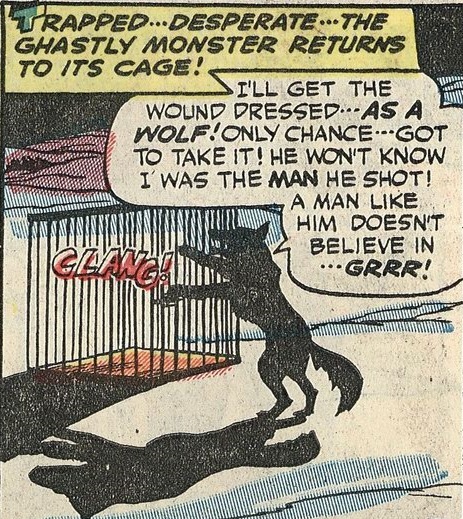 TRAPPED...DESPERATE...THE
GHASTLY MONSTER RETURNS
TO ITS CAGE!
I'LL GET THE
WOUND DRESSED...AS A
WOLF! ONLY CHANCE...GOT
TO TAKE IT! HE WON'T KNOW
I WAS THE MAN HE SHOT!
A MAN LIKE
HIM DOESN'T
BELIEVE IN
...GRRR!
CLANG!